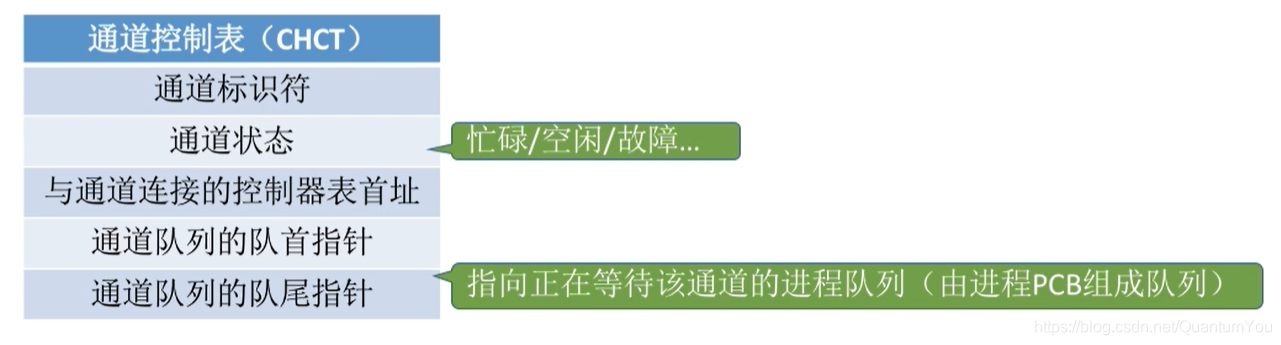 通道控制表（CHCT）
通道标识符
通道状态
忙碌/空闲/故障...
与通道连接的控制器表首址
通道队列的队首指针
通道队列的队尾指针
指向正在等待该通道的进程队列（由进程PCB组成队列）
https://blog.csdn.net/QuantumYou